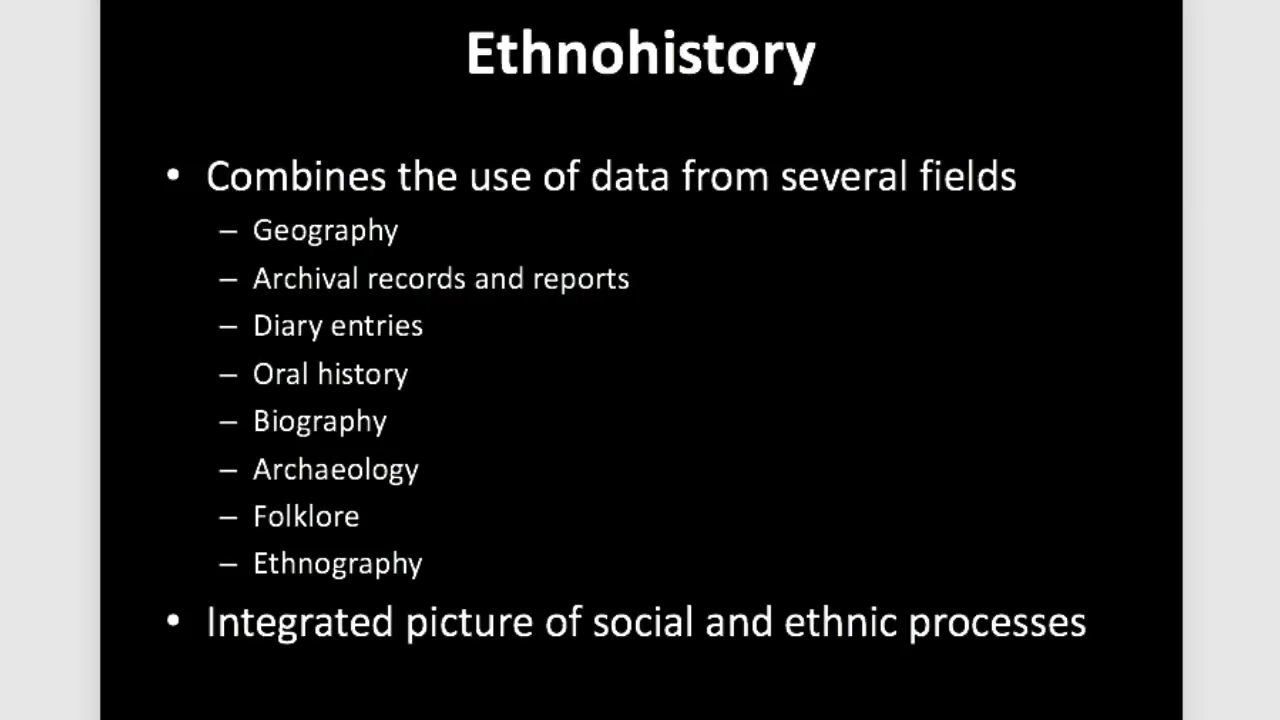 Ethnohistory
• Combines the use of data from several fields
– Geography
– Archival records and reports
– Diary entries
– Oral history
– Biography
– Archaeology
– Folklore
– Ethnography
• Integrated picture of social and ethnic processes